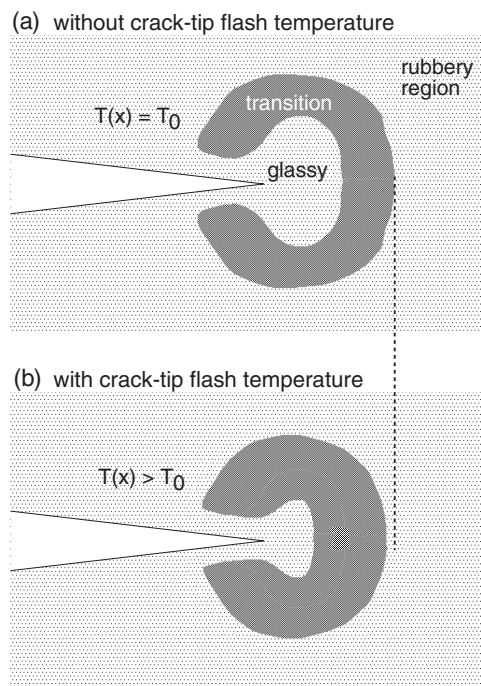 (a) without crack-tip flash temperature
rubbery
region
transition
T(x) = T0
glassy
(b) with crack-tip flash temperature
T(x) > T0